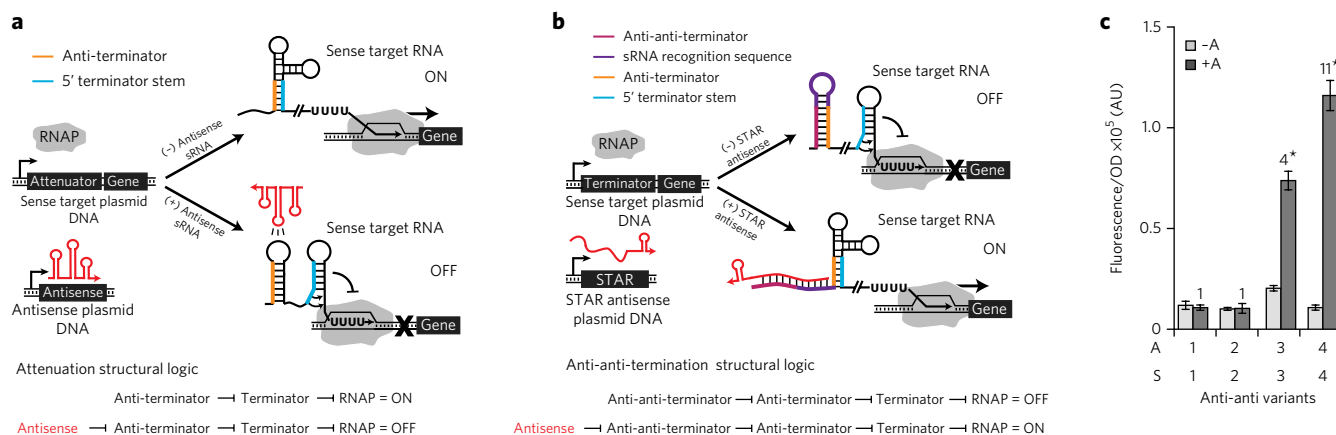 a
Anti-terminator
5′ terminator stem
Sense target RNA
ON
UUUU
Gene
RNAP
(−) Antisense
sRNA
Attenuator
Gene
Sense target plasmid
DNA
(+) Antisense
sRNA
Sense target RNA
OFF
Antisense
Antisense plasmid
DNA
UUUU
X
Gene
Attenuation structural logic
Anti-terminator ⊣ Terminator ⊣ RNAP = ON
Antisense ⊣ Anti-terminator ⊣ Terminator ⊣ RNAP = OFF
b
Anti-anti-terminator
sRNA recognition sequence
Anti-terminator
5′ terminator stem
Sense target RNA
OFF
UUUU
X
Gene
RNAP
(−) STAR
antisense
Terminator
Gene
Sense target plasmid
DNA
(+) STAR
antisense
Sense target RNA
ON
STAR
STAR antisense
plasmid DNA
UUUU
Gene
Anti-anti-termination structural logic
Anti-anti-terminator ⊣ Anti-terminator ⊣ Terminator ⊣ RNAP = OFF
Antisense ⊣ Anti-anti-terminator ⊣ Anti-terminator ⊣ Terminator ⊣ RNAP = ON
c
Fluorescence/OD ×10⁵ (AU)
−A
+A
1.5
1.0
0.5
0
1
1
4*
11*
A 1 2 3 4
S 1 2 3 4
Anti-anti variants